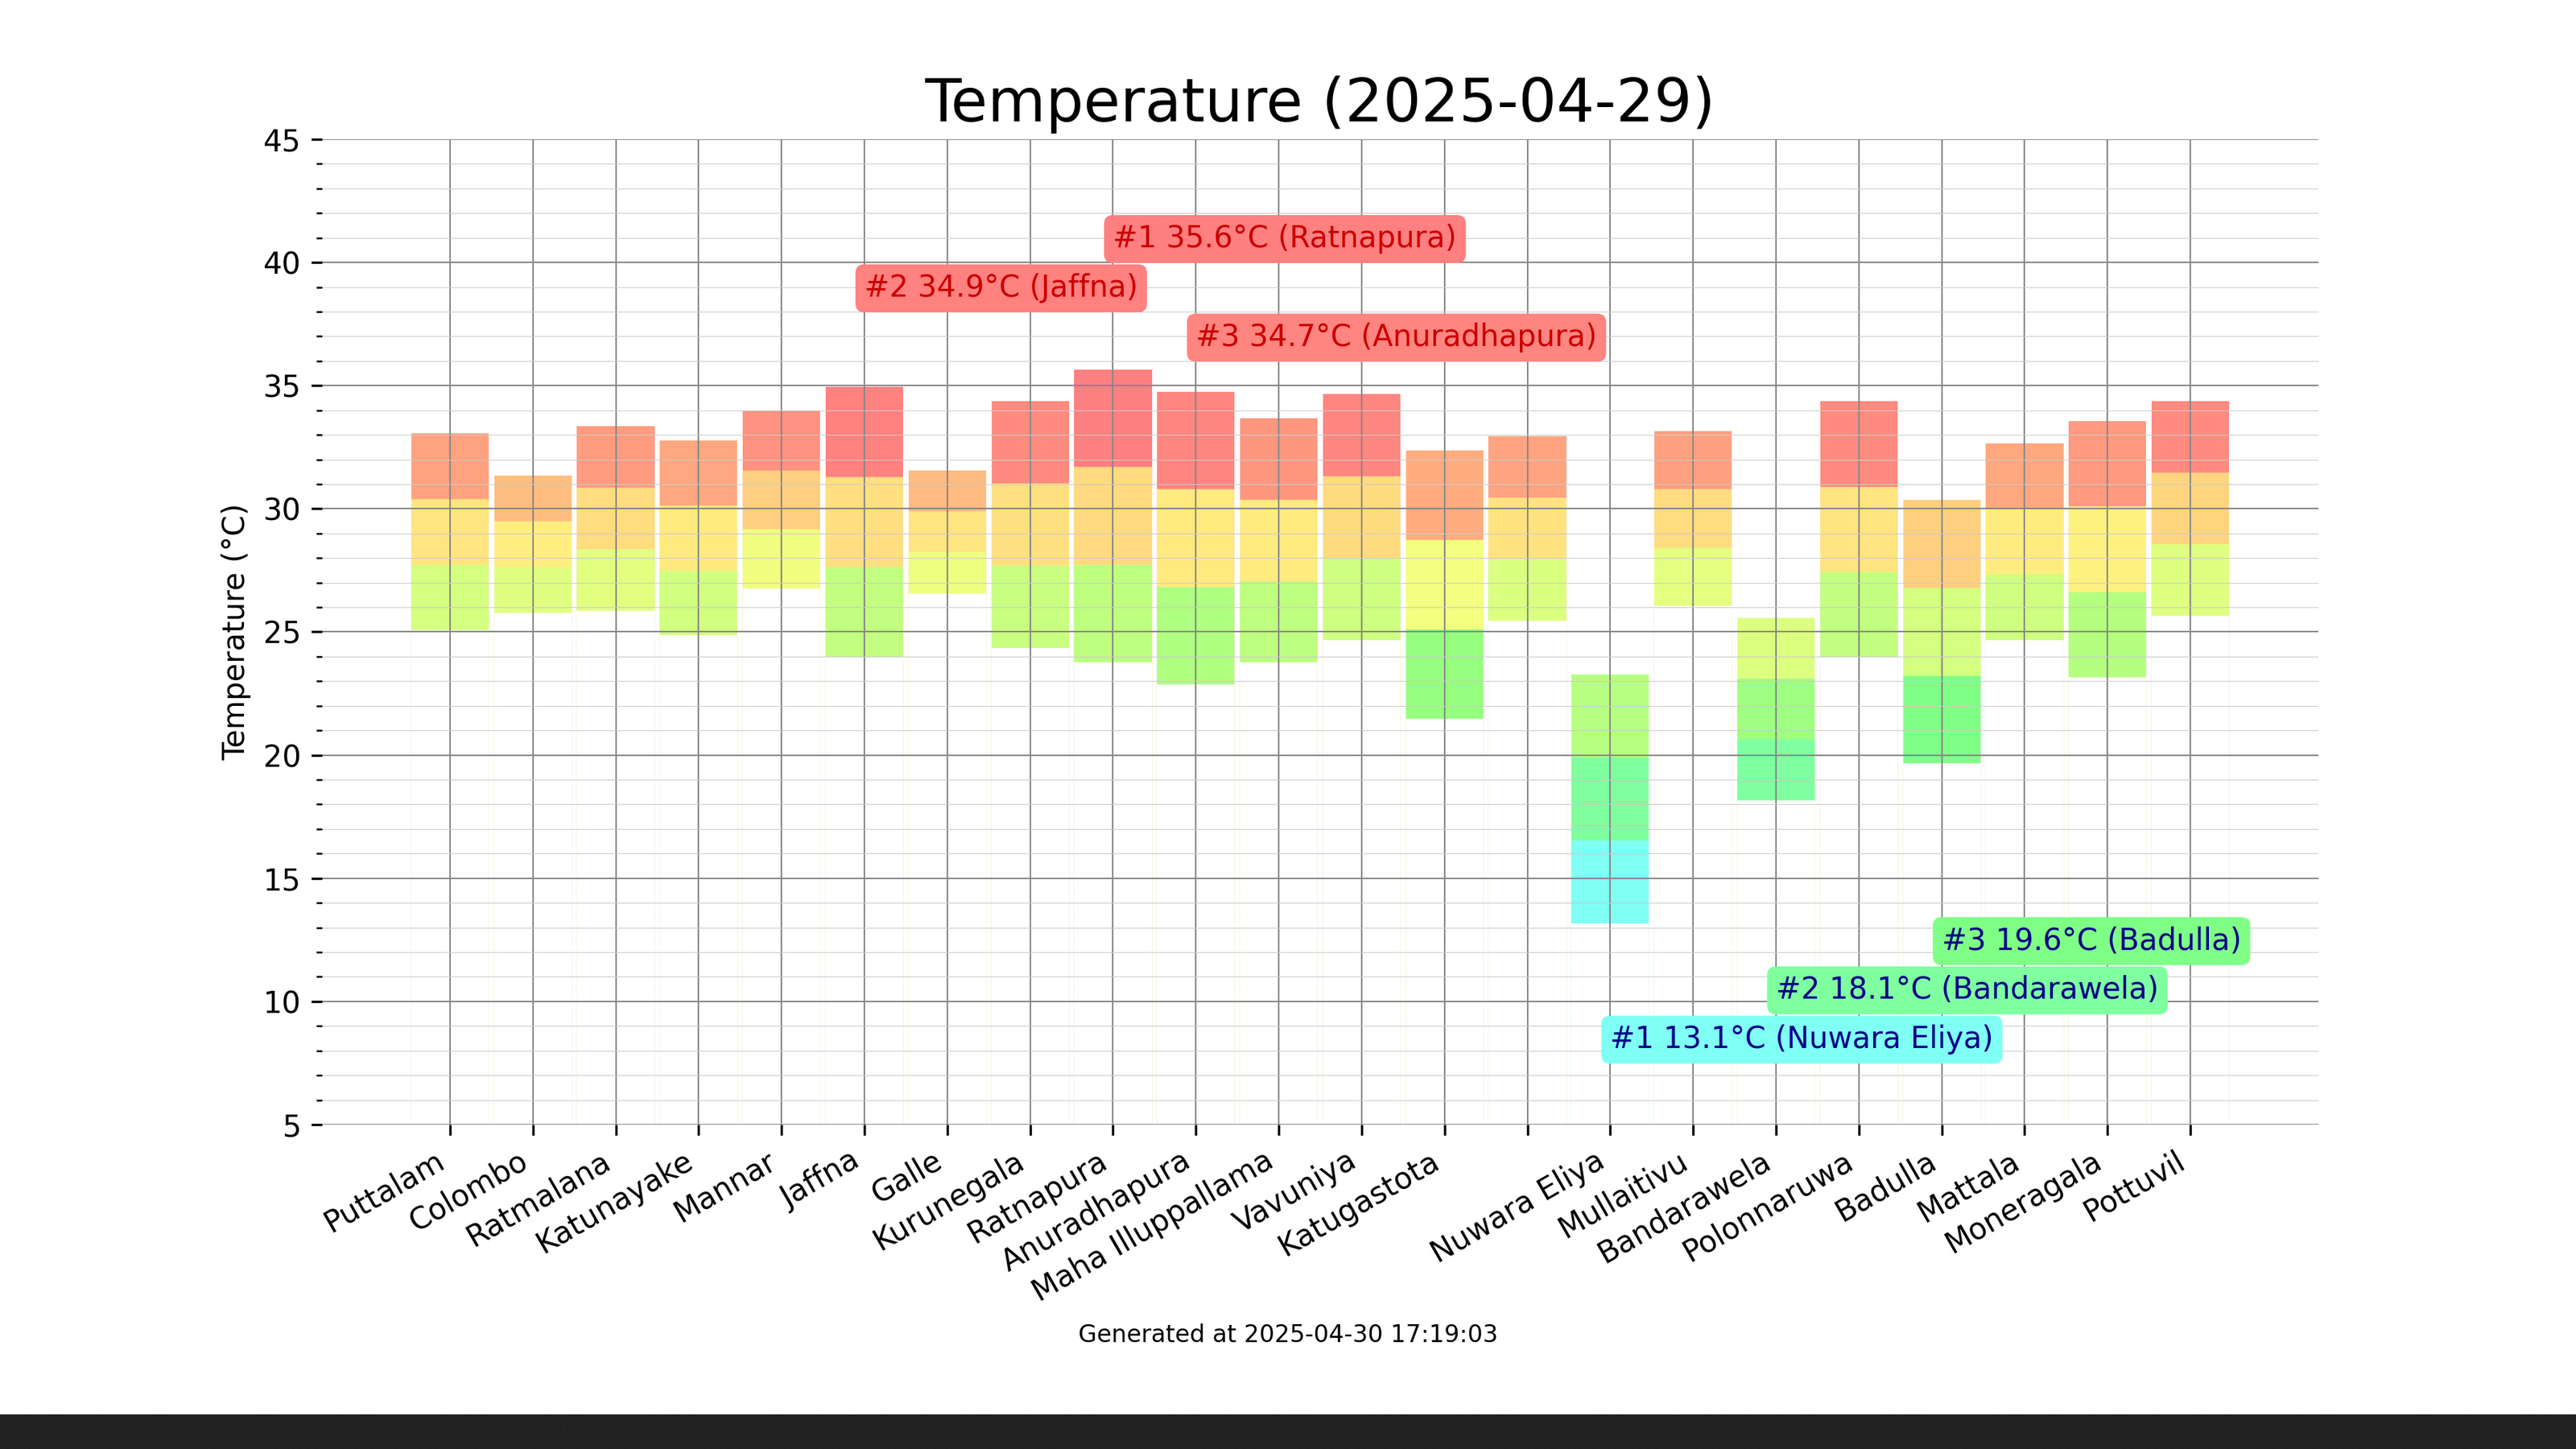 Temperature (2025-04-29)
45
40
35
30
25
20
15
10
5
Temperature (°C)
#1 35.6°C (Ratnapura)
#2 34.9°C (Jaffna)
#3 34.7°C (Anuradhapura)
#3 19.6°C (Badulla)
#2 18.1°C (Bandarawela)
#1 13.1°C (Nuwara Eliya)
Puttalam
Colombo
Ratmalana
Katunayake
Mannar
Jaffna
Galle
Kurunegala
Ratnapura
Anuradhapura
Maha Illuppallama
Vavuniya
Katugastota
Nuwara Eliya
Mullaitivu
Bandarawela
Polonnaruwa
Badulla
Mattala
Moneragala
Pottuvil
Generated at 2025-04-30 17:19:03